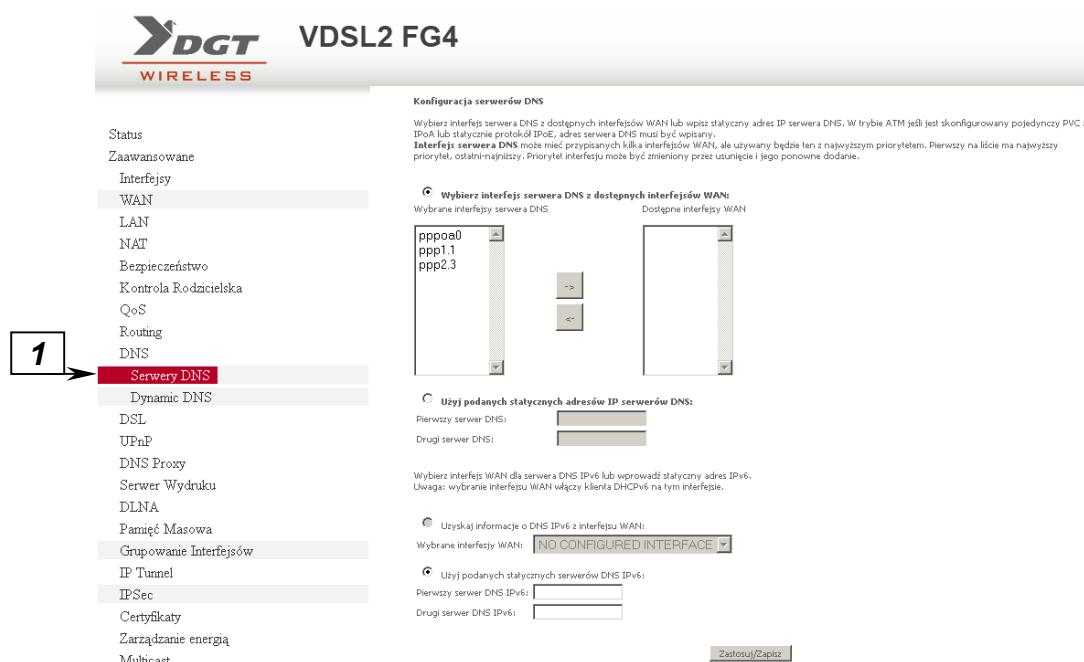 DGT
WIRELESS
VDSL2 FG4
Status
Zaawansowane
Interfejsy
WAN
LAN
NAT
Bezpieczeństwo
Kontrola Rodzicielska
QoS
Routing
DNS
1
Serwery DNS
Dynamic DNS
DSL
UPnP
DNS Proxy
Serwer Wydruku
DLNA
Pamięć Masowa
Grupowanie Interfejsów
IP Tunnel
IPSec
Certyfikaty
Zarządzanie energią
Multicast
Konfiguracja serwerów DNS
Wybierz interfejs serwera DNS z dostępnych interfejsów WAN lub wpisz statyczny adres IP serwera DNS. W trybie ATM jeśli jest skonfigurowany pojedynczy PVC z
IPoA lub statycznie protokół IPoE, adres serwera DNS musi być wpisany.
Interfejs serwera DNS może mieć przypisanych kilka interfejsów WAN, ale używany będzie ten z najwyższym priorytetem. Pierwszy na liście ma najwyższy
priorytet, ostatni-najniższy. Priorytet interfejsu może być zmieniony przez usunięcie i jego ponowne dodanie.
Wybierz interfejs serwera DNS z dostępnych interfejsów WAN:
Wybrane interfejsy serwera DNS
Dostępne interfejsy WAN
pppoa0
ppp1.1
ppp2.3
->
<-
Użyj podanych statycznych adresów IP serwerów DNS:
Pierwszy serwer DNS:
Drugi serwer DNS:
Wybierz interfejs WAN dla serwera DNS IPv6 lub wprowadź statyczny adres IPv6.
Uwaga: wybranie interfejsu WAN włączy klienta DHCPv6 na tym interfejsie.
Uzyskaj informacje o DNS IPv6 z interfejsu WAN:
Wybrane interfesjy WAN: NO CONFIGURED INTERFACE
Użyj podanych statycznych serwerów DNS IPv6:
Pierwszy serwer DNS IPv6:
Drugi serwer DNS IPv6:
Zastosuj/Zapisz